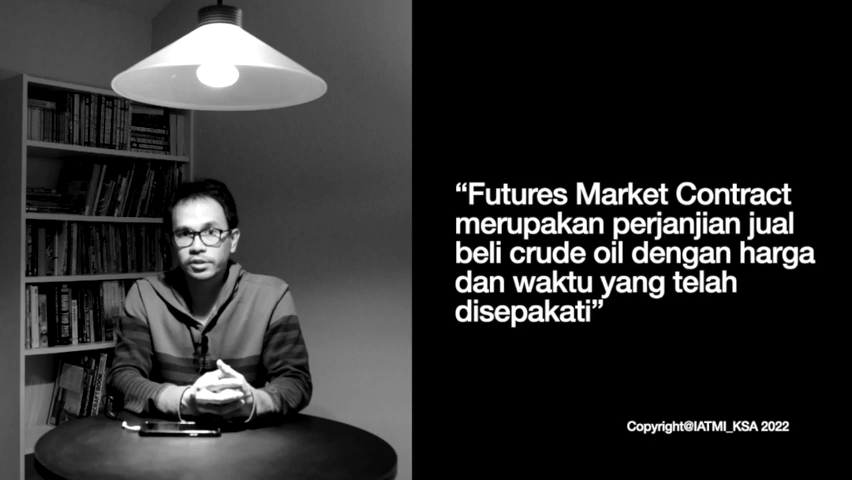 “Futures Market Contract
merupakan perjanjian jual
beli crude oil dengan harga
dan waktu yang telah
disepakati”
Copyright@IATMI_KSA 2022